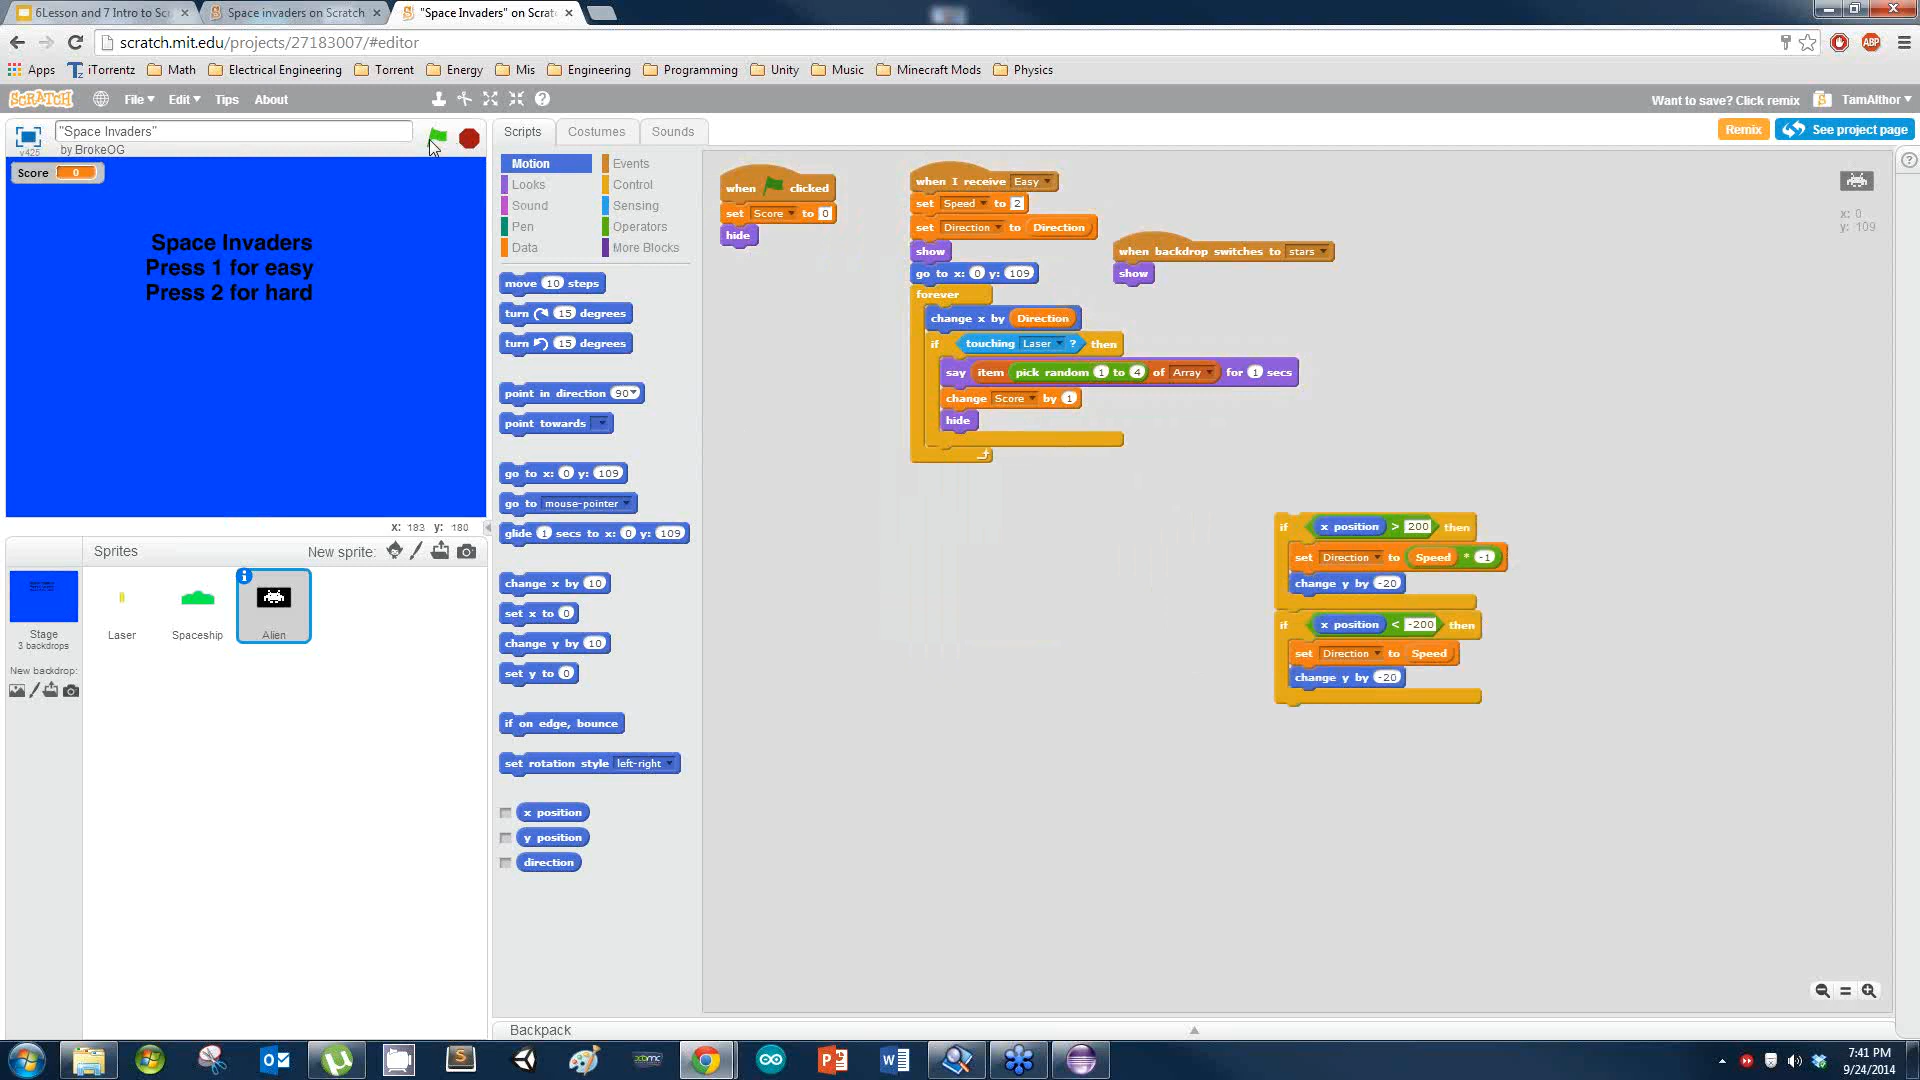 6Lesson and 7 Intro to Sc
Space invaders on Scratch
"Space Invaders" on Scrat
scratch.mit.edu/projects/27183007/#editor
Apps
iTorrentz
Math
Electrical Engineering
Torrent
Energy
Mis
Engineering
Programming
Unity
Music
Minecraft Mods
Physics
SCRATCH
File
Edit
Tips
About
Want to save? Click remix
TamAlthor
"Space Invaders"
by BrokeOG
v425
Scripts
Costumes
Sounds
Remix
See project page
Score 0
Space Invaders
Press 1 for easy
Press 2 for hard
x: 183 y: 180
Sprites
New sprite:
Stage
3 backdrops
New backdrop:
Laser
Spaceship
Alien
Motion
Looks
Sound
Pen
Data
Events
Control
Sensing
Operators
More Blocks
move 10 steps
turn 15 degrees
turn 15 degrees
point in direction 90
point towards
go to x: 0 y: 109
go to mouse-pointer
glide 1 secs to x: 0 y: 109
change x by 10
set x to 0
change y by 10
set y to 0
if on edge, bounce
set rotation style left-right
x position
y position
direction
when clicked
set Score to 0
hide
when I receive Easy
set Speed to 2
set Direction to Direction
show
go to x: 0 y: 109
forever
change x by Direction
if touching Laser ? then
say item pick random 1 to 4 of Array for 1 secs
change Score by 1
hide
when backdrop switches to stars
show
if x position > 200 then
set Direction to Speed * -1
change y by -20
if x position < -200 then
set Direction to Speed
change y by -20
x: 0
y: 109
Backpack
7:41 PM
9/24/2014